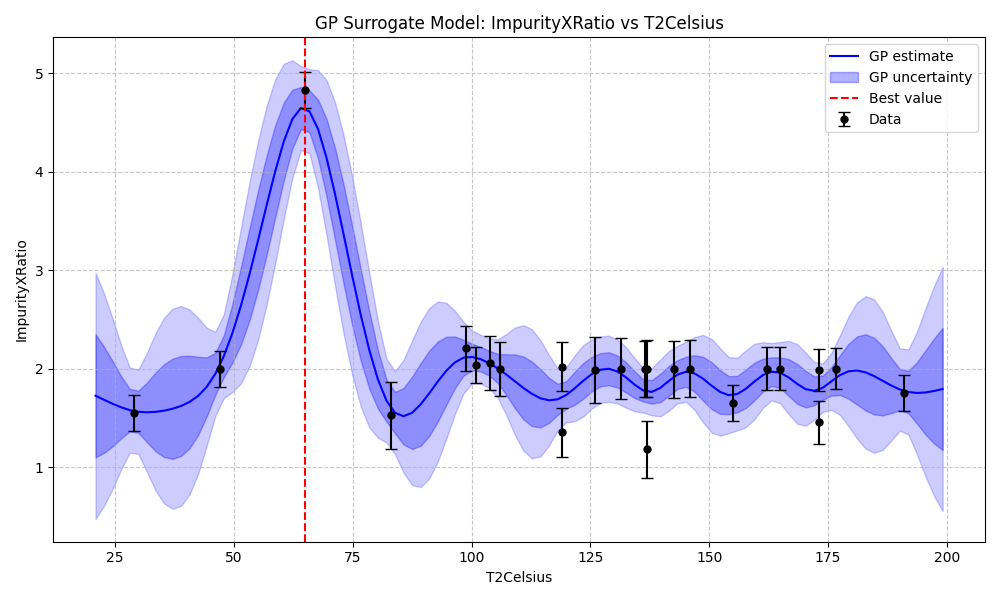 GP Surrogate Model: ImpurityXRatio vs T2Celsius
GP estimate
GP uncertainty
Best value
Data
ImpurityXRatio
5
4
3
2
1
25
50
75
100
125
150
175
200
T2Celsius